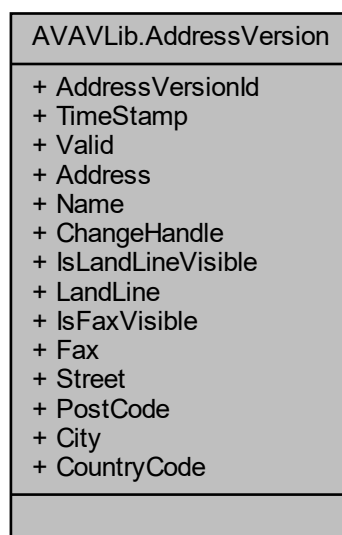 AVAVLib.AddressVersion
+ AddressVersionId
+ TimeStamp
+ Valid
+ Address
+ Name
+ ChangeHandle
+ IsLandLineVisible
+ LandLine
+ IsFaxVisible
+ Fax
+ Street
+ PostCode
+ City
+ CountryCode